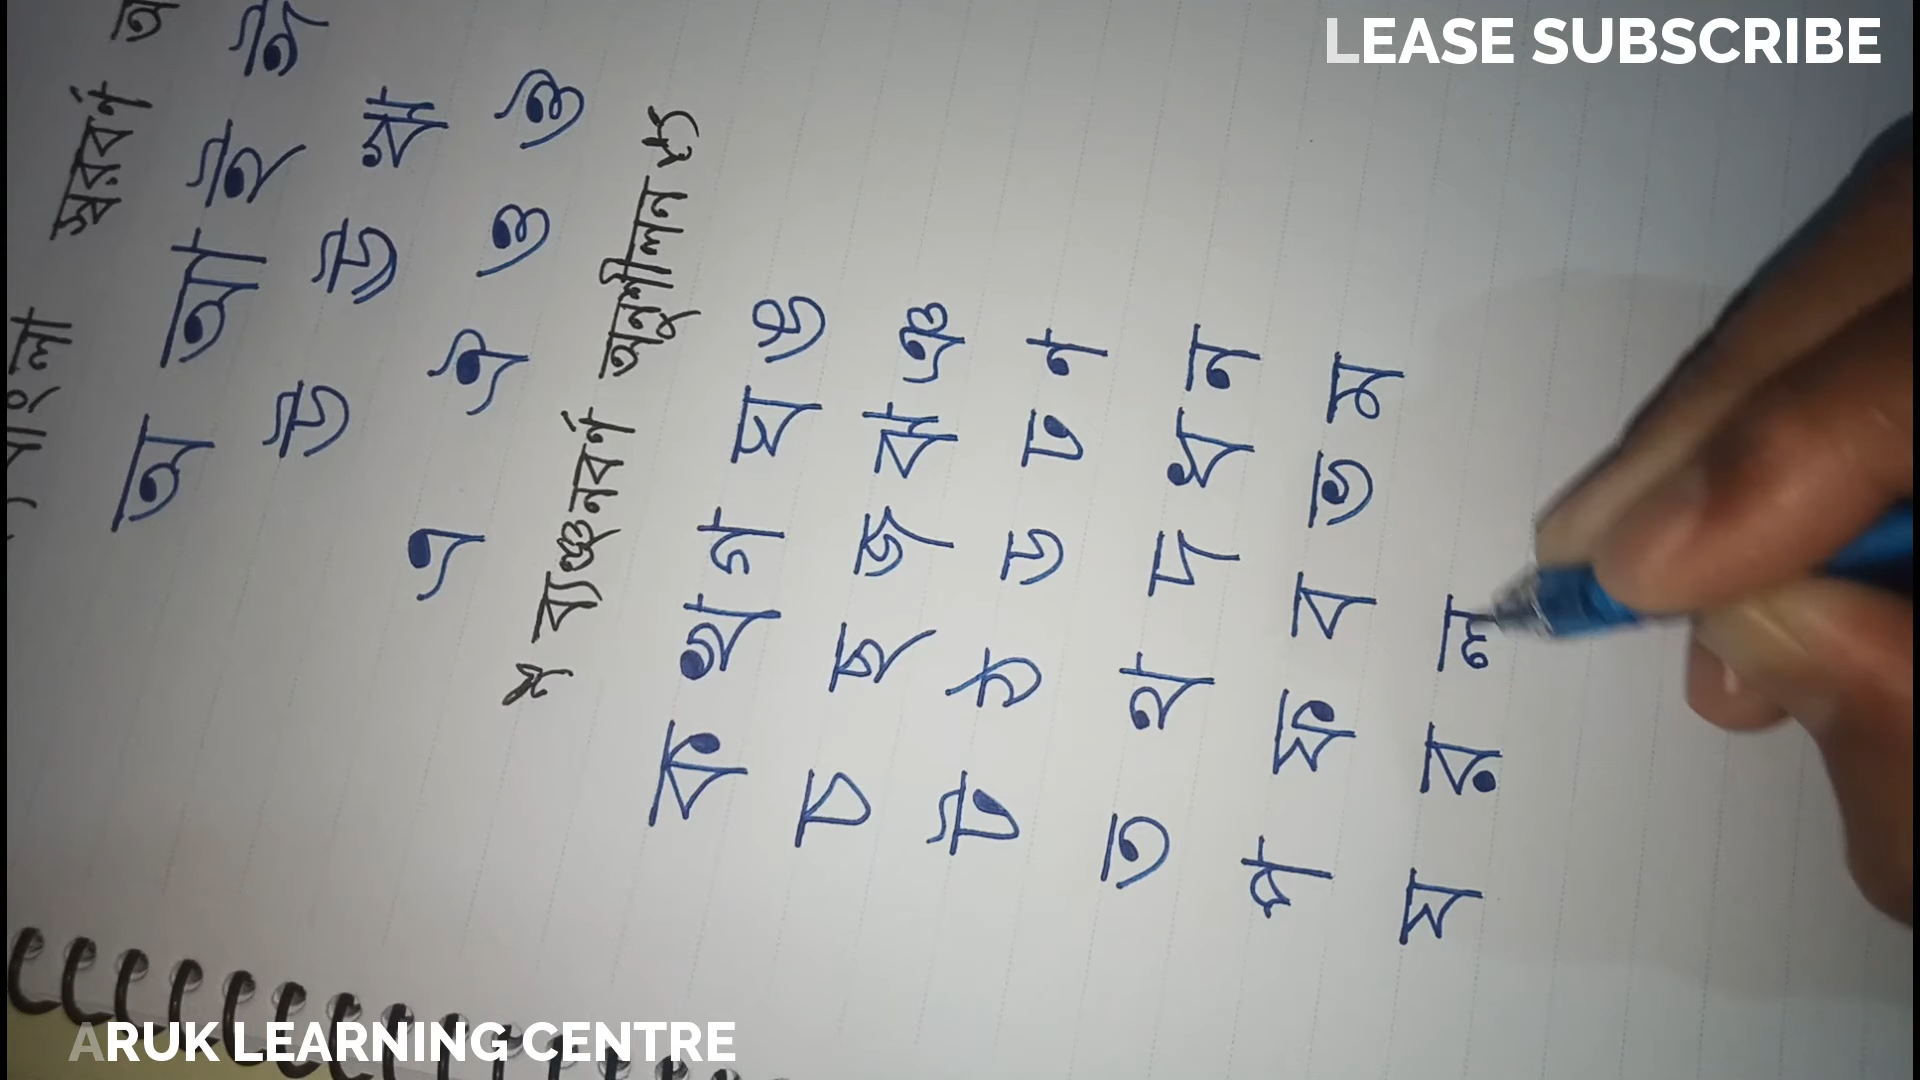 LEASE SUBSCRIBE
বাংলা স্বরবর্ণ
অ আ ই ঈ
উ ঊ ঋ
এ ঐ ও ঔ
ব্যঞ্জনবর্ণ অনুশীলন
ক খ গ ঘ ঙ
চ ছ জ ঝ ঞ
ট ঠ ড ঢ ণ
ত থ দ ধ ন
প ফ ব ভ ম
য র ল
ARUK LEARNING CENTRE